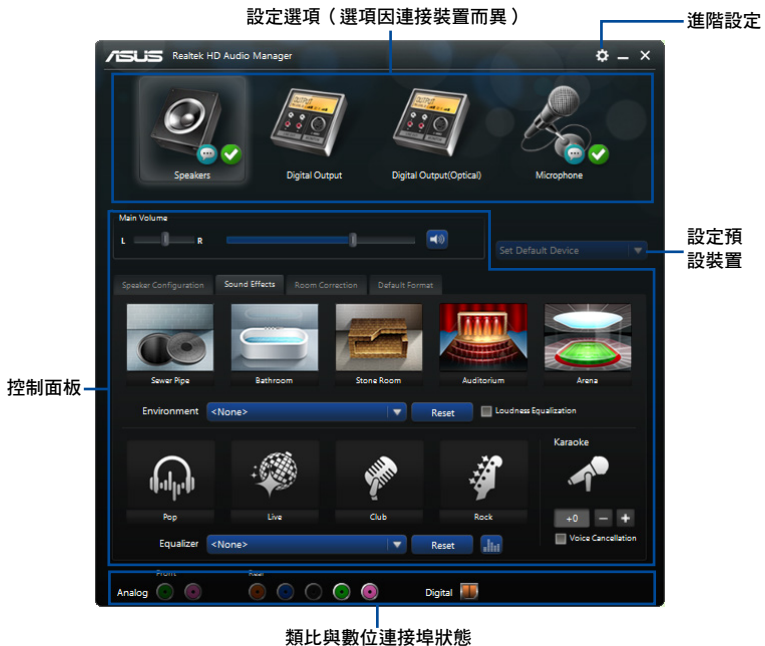 設定選項（選項因連接裝置而異）
進階設定
ASUS Realtek HD Audio Manager
OUTPUT
OUTPUT
Speakers
Digital Output
Digital Output(Optical)
Microphone
Main Volume
L
R
Set Default Device
設定預
設裝置
Speaker Configuration
Sound Effects
Room Correction
Default Format
Sewer Pipe
Bathroom
Stone Room
Auditorium
Arena
控制面板
Environment
<None>
Reset
Loudness Equalization
Karaoke
Pop
Live
Club
Rock
+0
Equalizer
<None>
Reset
Voice Cancellation
Front
Rear
Analog
Digital
類比與數位連接埠狀態